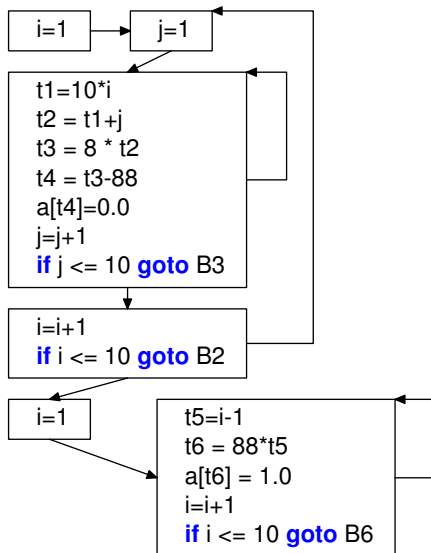 i=1
j=1
t1=10*i
t2 = t1+j
t3 = 8 * t2
t4 = t3-88
a[t4]=0.0
j=j+1
if j <= 10 goto B3
i=i+1
if i <= 10 goto B2
i=1
t5=i-1
t6 = 88*t5
a[t6] = 1.0
i=i+1
if i <= 10 goto B6